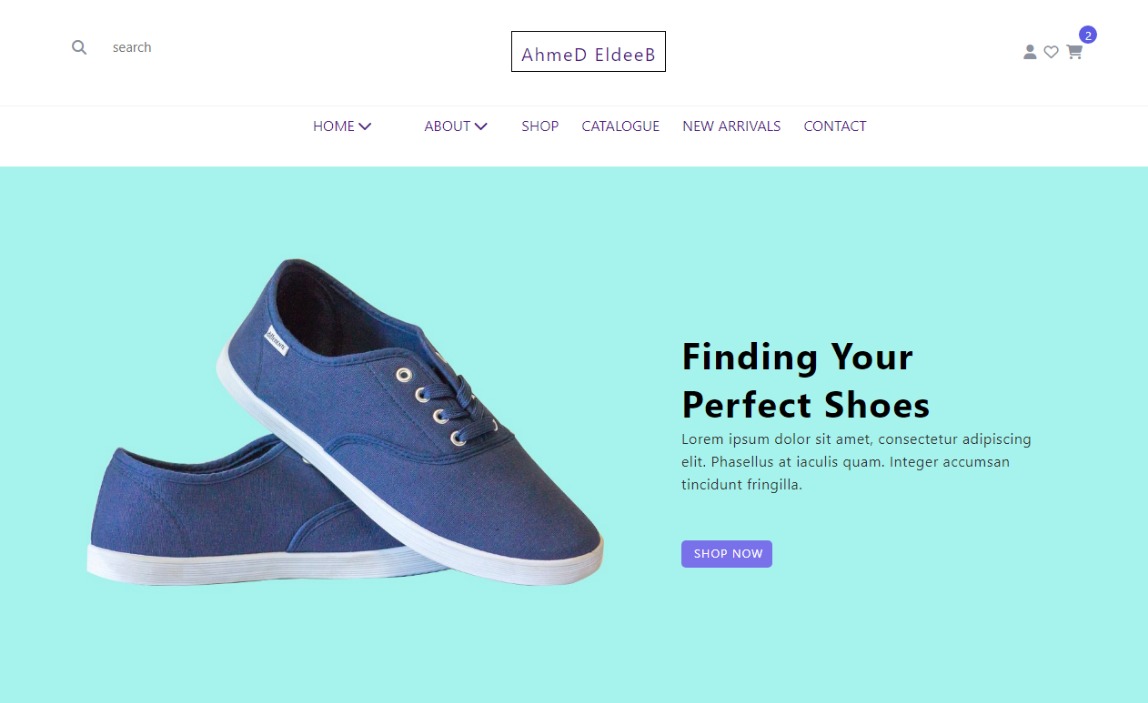 search
AhmeD EldeeB
2
HOME
ABOUT
SHOP
CATALOGUE
NEW ARRIVALS
CONTACT
Finding Your
Perfect Shoes
Lorem ipsum dolor sit amet, consectetur adipiscing
elit. Phasellus at iaculis quam. Integer accumsan
tincidunt fringilla.
SHOP NOW